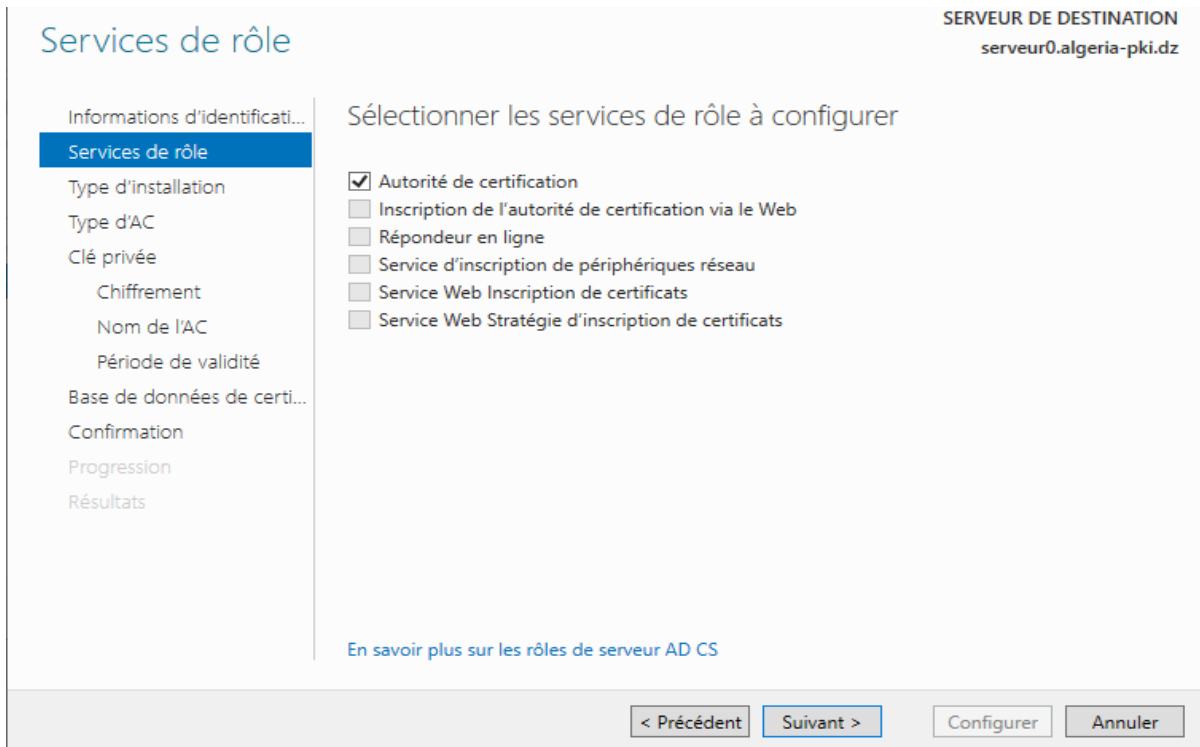 Services de rôle
SERVEUR DE DESTINATION
serveur0.algeria-pki.dz
Informations d'identificati...
Services de rôle
Type d'installation
Type d'AC
Clé privée
Chiffrement
Nom de l'AC
Période de validité
Base de données de certi...
Confirmation
Progression
Résultats
Sélectionner les services de rôle à configurer
Autorité de certification
Inscription de l'autorité de certification via le Web
Répondeur en ligne
Service d'inscription de périphériques réseau
Service Web Inscription de certificats
Service Web Stratégie d'inscription de certificats
En savoir plus sur les rôles de serveur AD CS
< Précédent
Suivant >
Configurer
Annuler